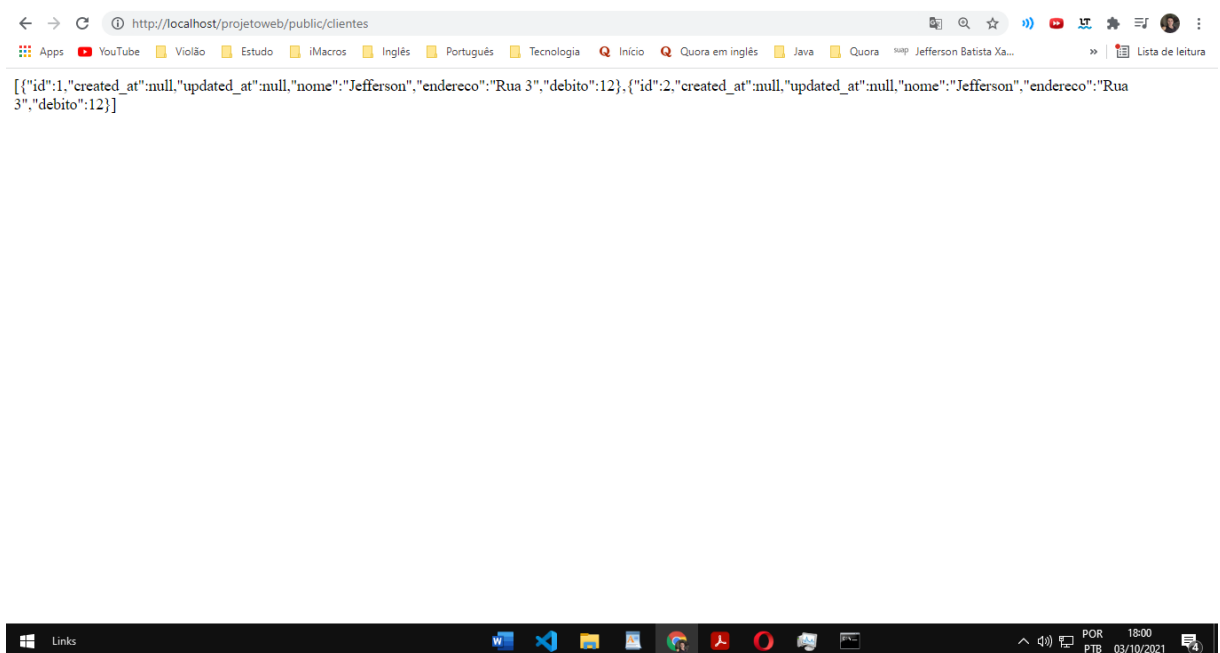 http://localhost/projetoweb/public/clientes
Apps YouTube Violão Estudo iMacros Inglês Português Tecnologia Q Início Q Quora em inglês Java Quora suap Jefferson Batista Xa... » Lista de leitura
[{"id":1,"created_at":null,"updated_at":null,"nome":"Jefferson","endereco":"Rua 3","debito":12},{"id":2,"created_at":null,"updated_at":null,"nome":"Jefferson","endereco":"Rua
3","debito":12}]
Links POR 18:00
PTB 03/10/2021 4